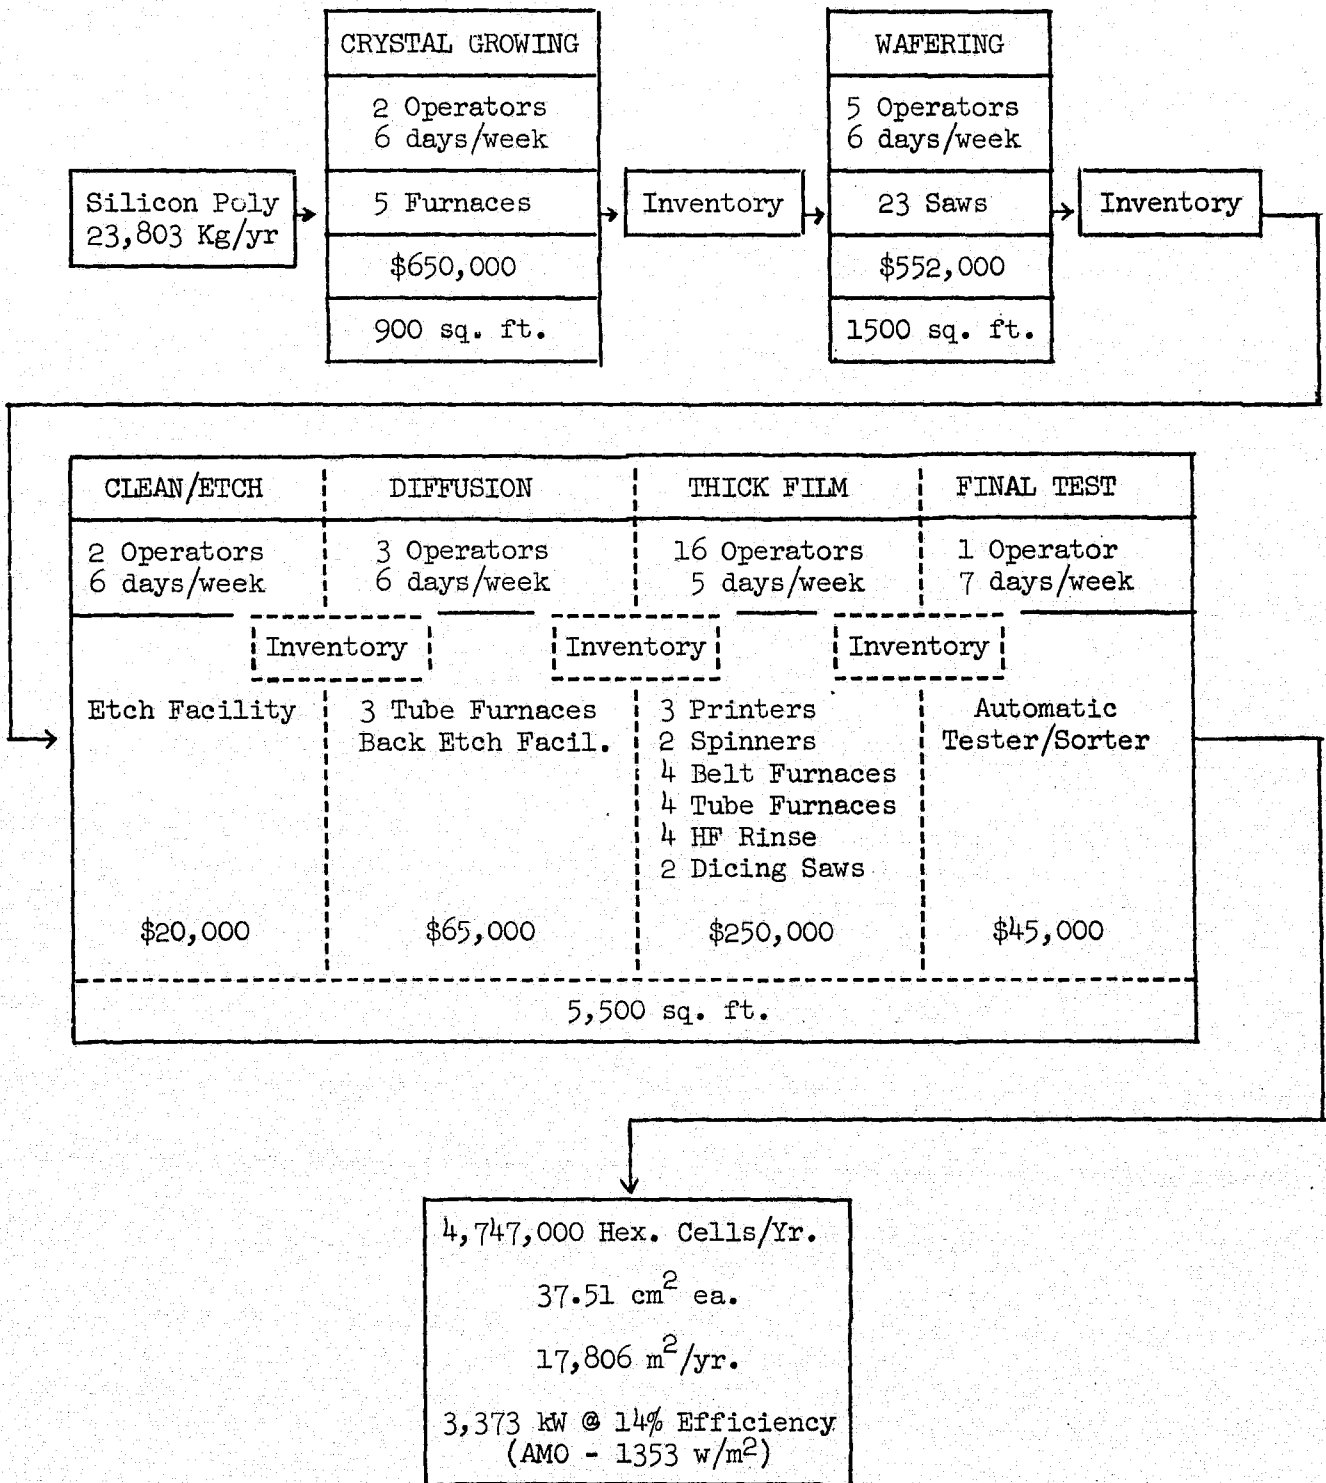 CRYSTAL GROWING
2 Operators
6 days/week
5 Furnaces
$650,000
900 sq. ft.
WAFERING
5 Operators
6 days/week
23 Saws
$552,000
1500 sq. ft.
Silicon Poly
23,803 Kg/yr
Inventory
Inventory
CLEAN/ETCH
2 Operators
6 days/week
Etch Facility
$20,000
Inventory
DIFFUSION
3 Operators
6 days/week
3 Tube Furnaces
Back Etch Facil.
$65,000
Inventory
THICK FILM
16 Operators
5 days/week
3 Printers
2 Spinners
4 Belt Furnaces
4 Tube Furnaces
4 HF Rinse
2 Dicing Saws
$250,000
Inventory
FINAL TEST
1 Operator
7 days/week
Automatic
Tester/Sorter
$45,000
5,500 sq. ft.
4,747,000 Hex. Cells/Yr.
37.51 cm² ea.
17,806 m²/yr.
3,373 kW @ 14% Efficiency
(AMO - 1353 w/m²)